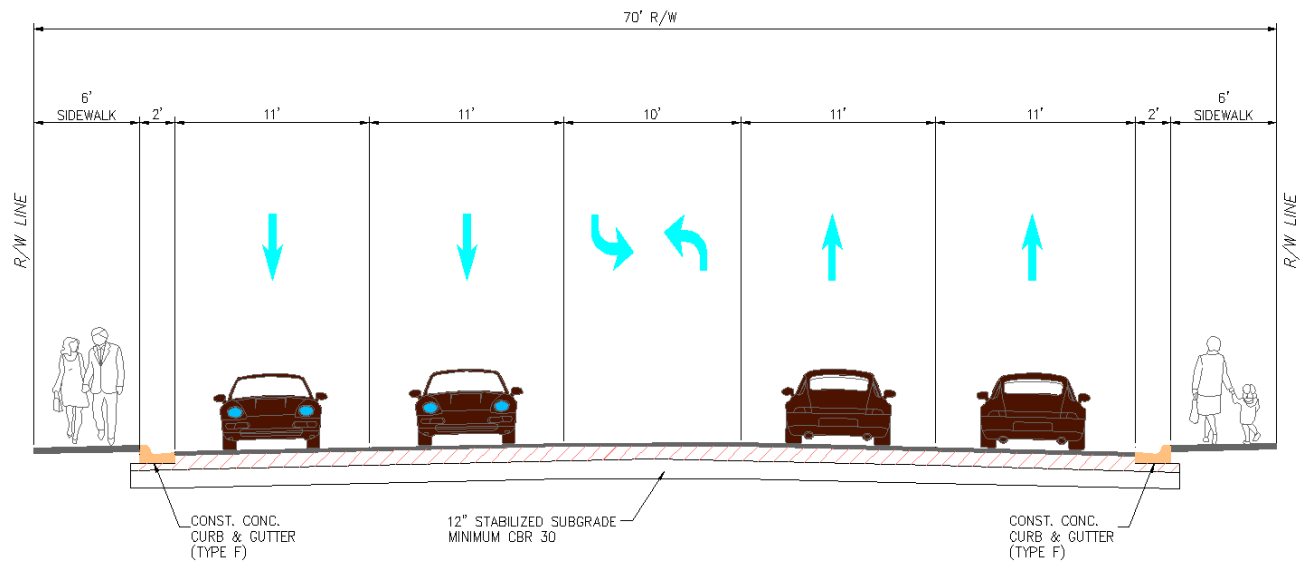 70' R/W
6'
SIDEWALK
2'
11'
11'
10'
11'
11'
2'
6'
SIDEWALK
R/W LINE
R/W LINE
CONST. CONC.
CURB & GUTTER
(TYPE F)
12" STABILIZED SUBGRADE
MINIMUM CBR 30
CONST. CONC.
CURB & GUTTER
(TYPE F)